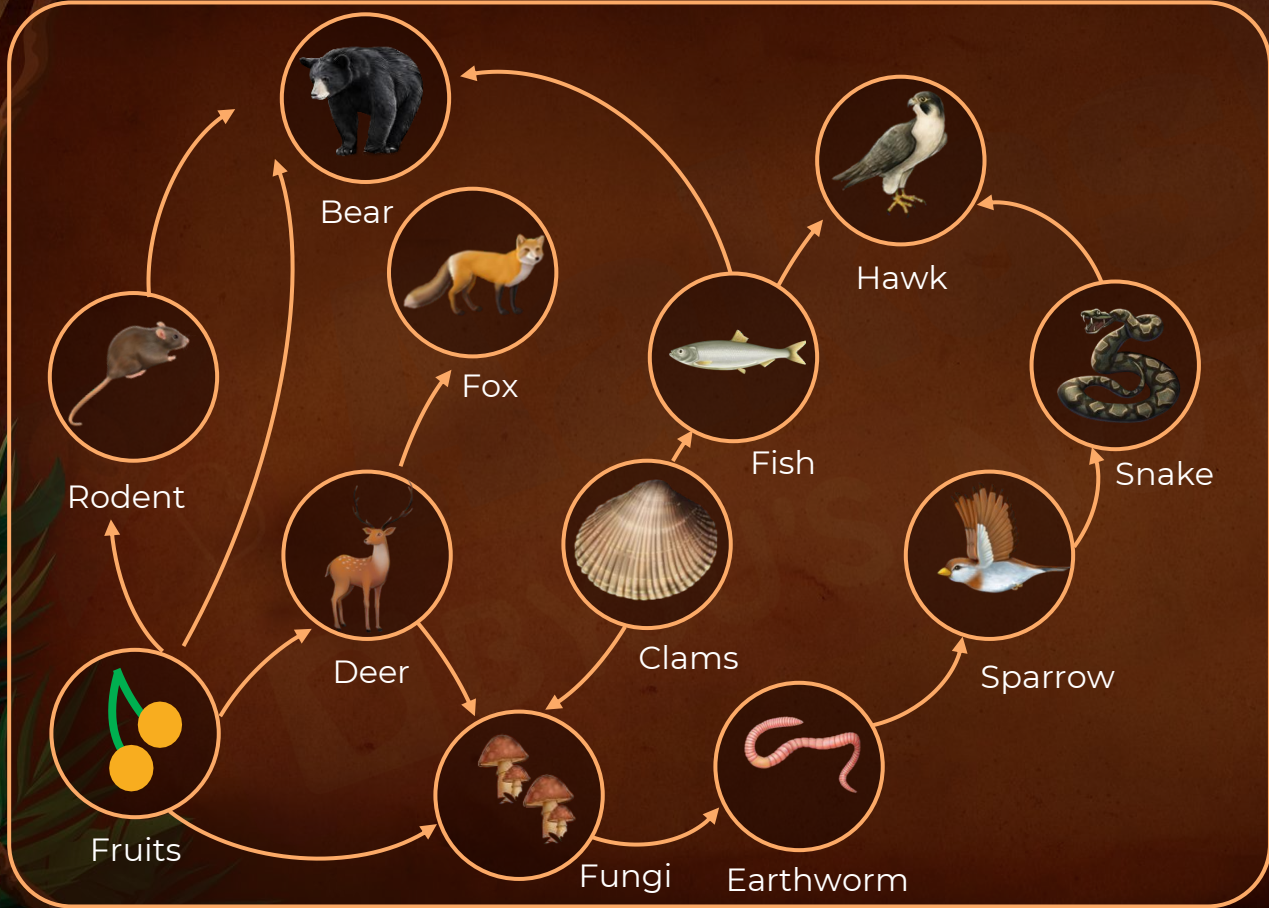 Bear
Hawk
Fox
Fish
Snake
Rodent
Clams
Deer
Sparrow
Fruits
Fungi
Earthworm